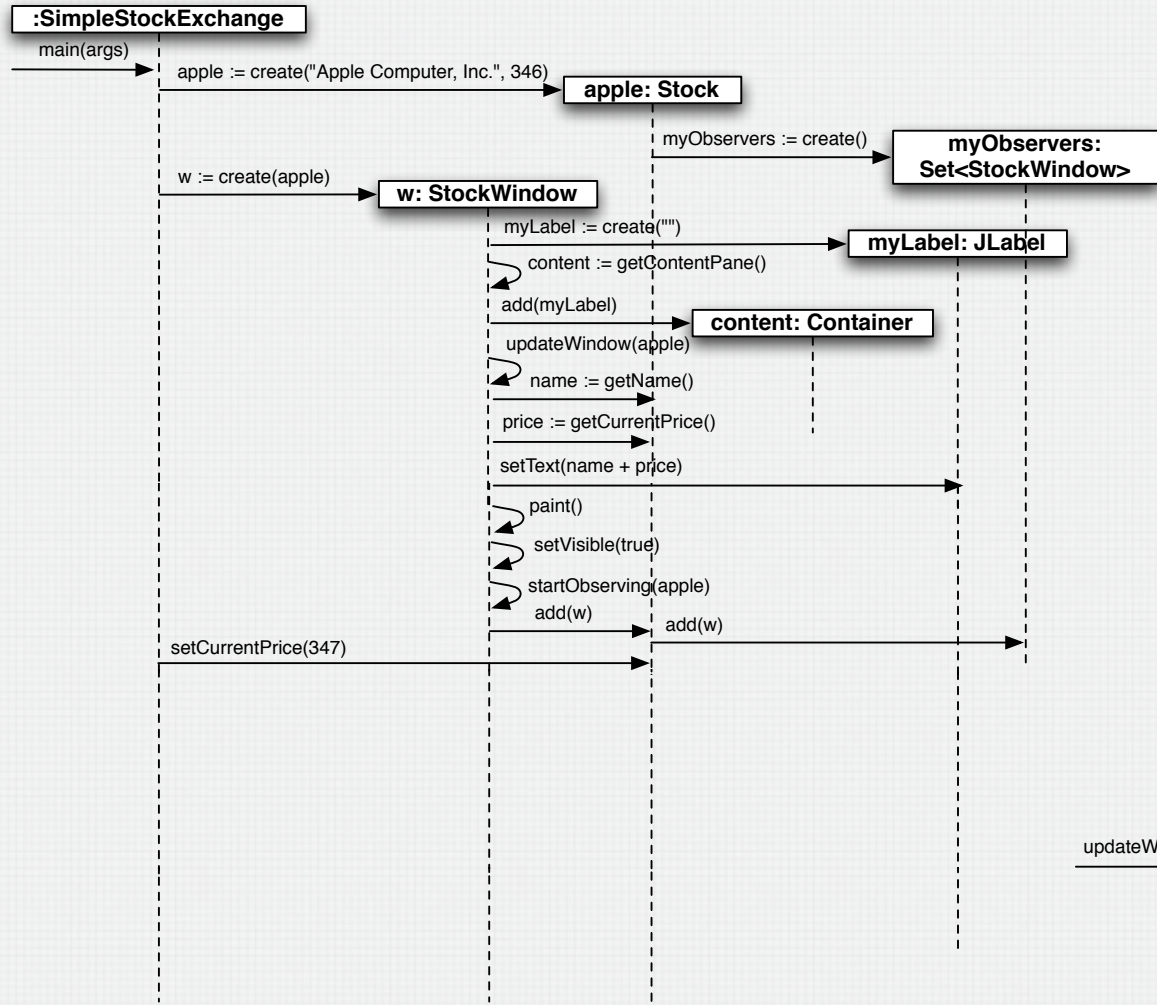 :SimpleStockExchange
main(args)
apple := create("Apple Computer, Inc.", 346)
apple: Stock
myObservers := create()
myObservers:
Set<StockWindow>
w := create(apple)
w: StockWindow
myLabel := create("")
myLabel: JLabel
content := getContentPane()
add(myLabel)
content: Container
updateWindow(apple)
name := getName()
price := getCurrentPrice()
setText(name + price)
paint()
setVisible(true)
startObserving(apple)
add(w)
add(w)
setCurrentPrice(347)
updateW